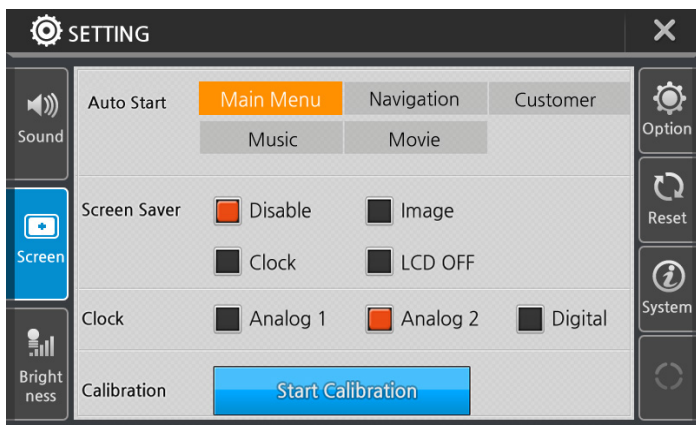 SETTING
Sound
Screen
Bright
ness
Auto Start Main Menu Navigation Customer
Music Movie
Screen Saver Disable Image
Clock LCD OFF
Clock Analog 1 Analog 2 Digital
Calibration Start Calibration
Option
Reset
System